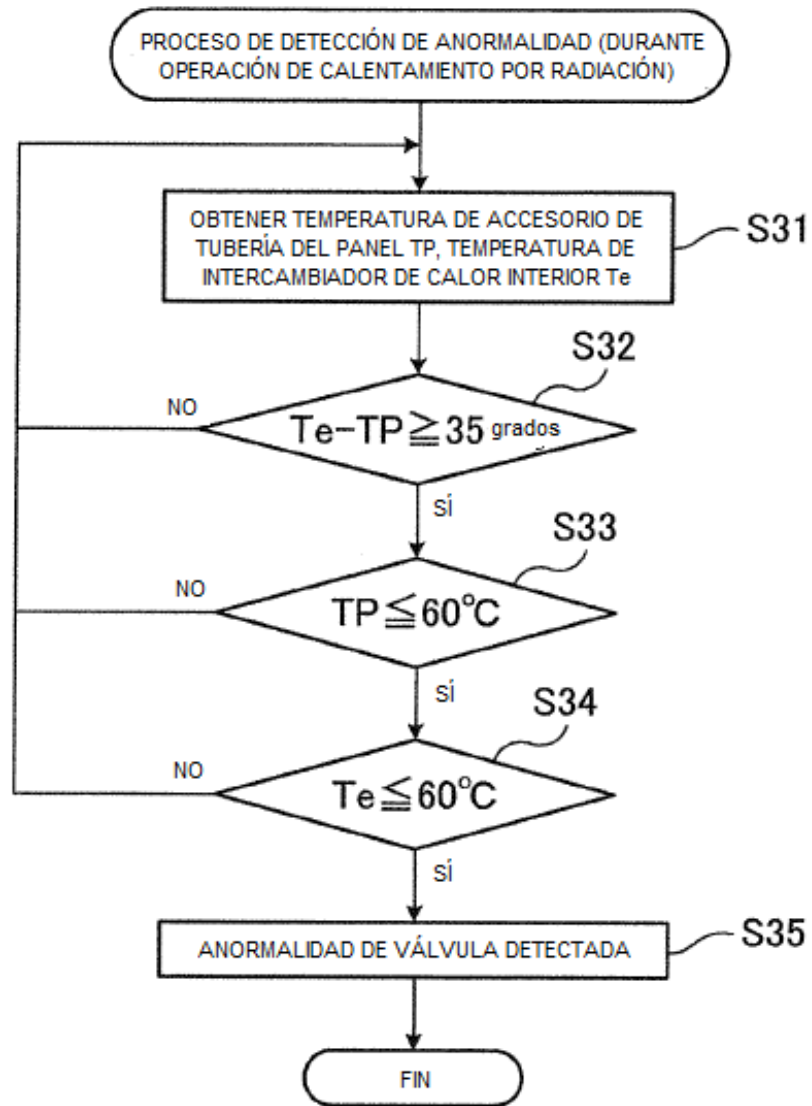 PROCESO DE DETECCIÓN DE ANORMALIDAD (DURANTE
OPERACIÓN DE CALENTAMIENTO POR RADIACIÓN)
OBTENER TEMPERATURA DE ACCESORIO DE
TUBERÍA DEL PANEL TP, TEMPERATURA DE
INTERCAMBIADOR DE CALOR INTERIOR Te
S31
S32
NO
Te-TP≧35 grados
SÍ
S33
NO
TP≦60°C
SÍ
S34
NO
Te≦60°C
SÍ
ANORMALIDAD DE VÁLVULA DETECTADA
S35
FIN